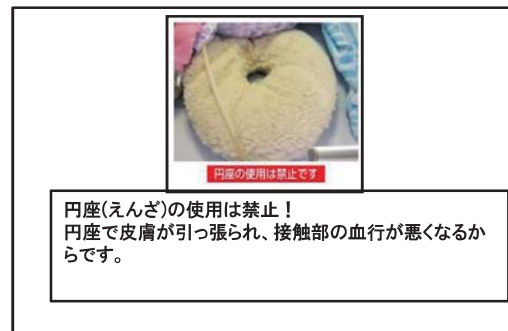 円座の使用は禁止です
円座(えんざ)の使用は禁止！
円座で皮膚が引っ張られ、接触部の血行が悪くなるか
らです。